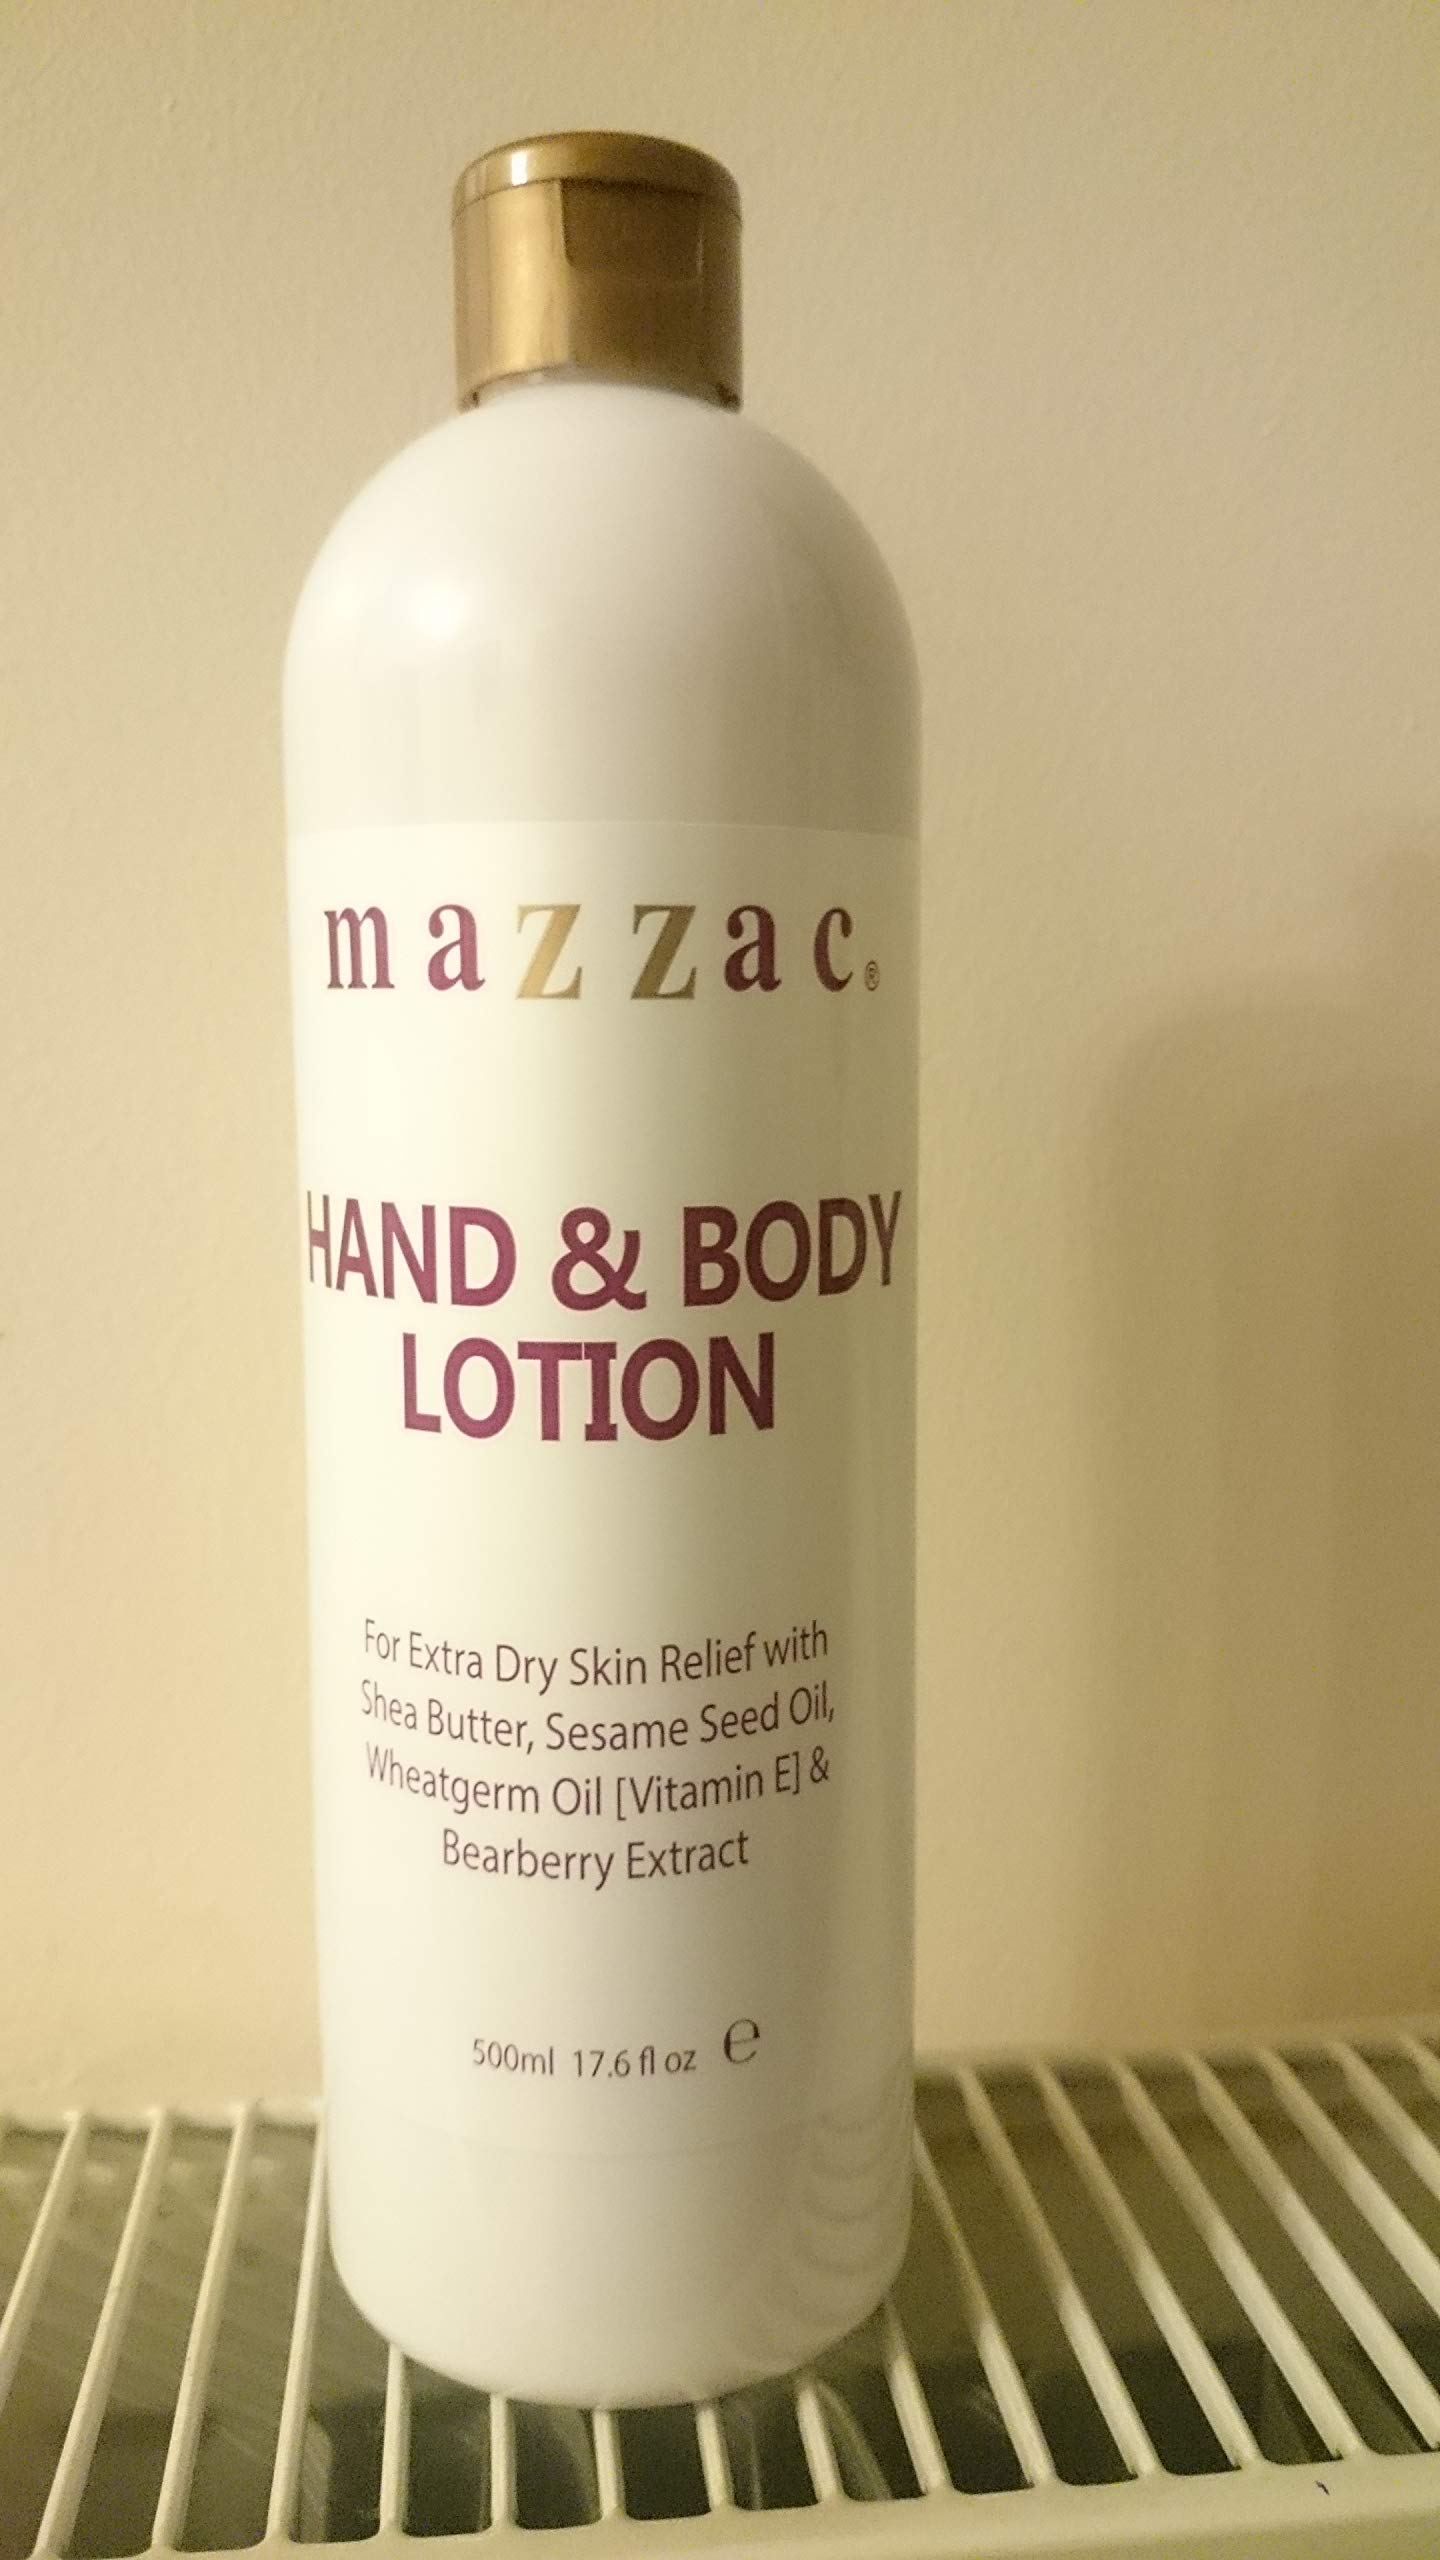 mazzac®
HAND & BODY
LOTION
For Extra Dry Skin Relief with
Shea Butter, Sesame Seed Oil,
Wheatgerm Oil [Vitamin E] &
Bearberry Extract
500ml 17.6 fl oz ℮